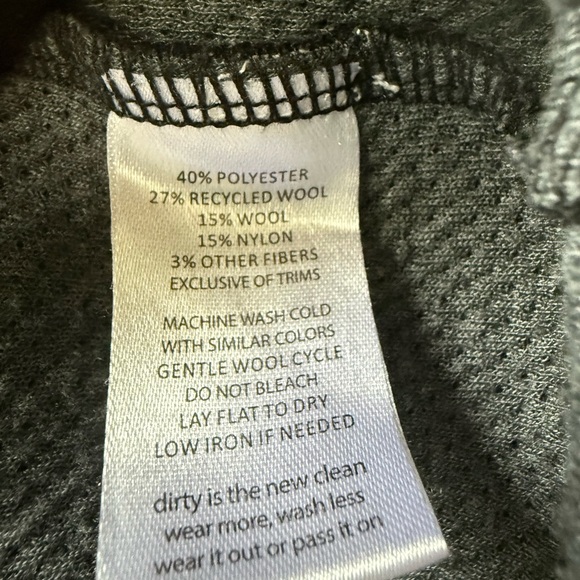 40% POLYESTER
27% RECYCLED WOOL
15% WOOL
15% NYLON
3% OTHER FIBERS
EXCLUSIVE OF TRIMS
MACHINE WASH COLD
WITH SIMILAR COLORS
GENTLE WOOL CYCLE
DO NOT BLEACH
LAY FLAT TO DRY
LOW IRON IF NEEDED
dirty is the new clean
wear more, wash less
wear it out or pass it on